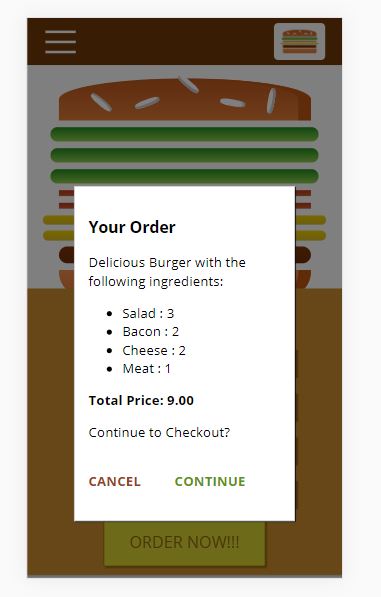 Your Order
Delicious Burger with the
following ingredients:
Salad : 3
Bacon : 2
Cheese : 2
Meat : 1
Total Price: 9.00
Continue to Checkout?
CANCEL CONTINUE
ORDER NOW!!!